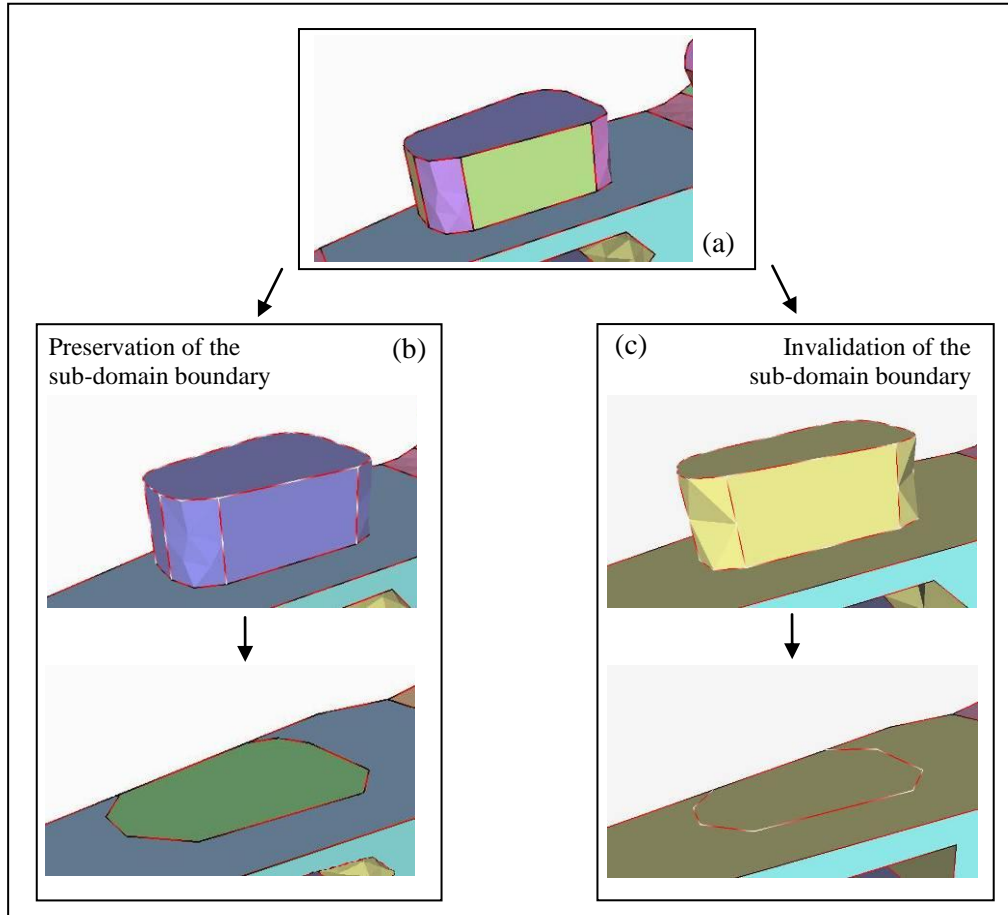 (a)
Preservation of the
sub-domain boundary
(b)
(c)
Invalidation of the
sub-domain boundary